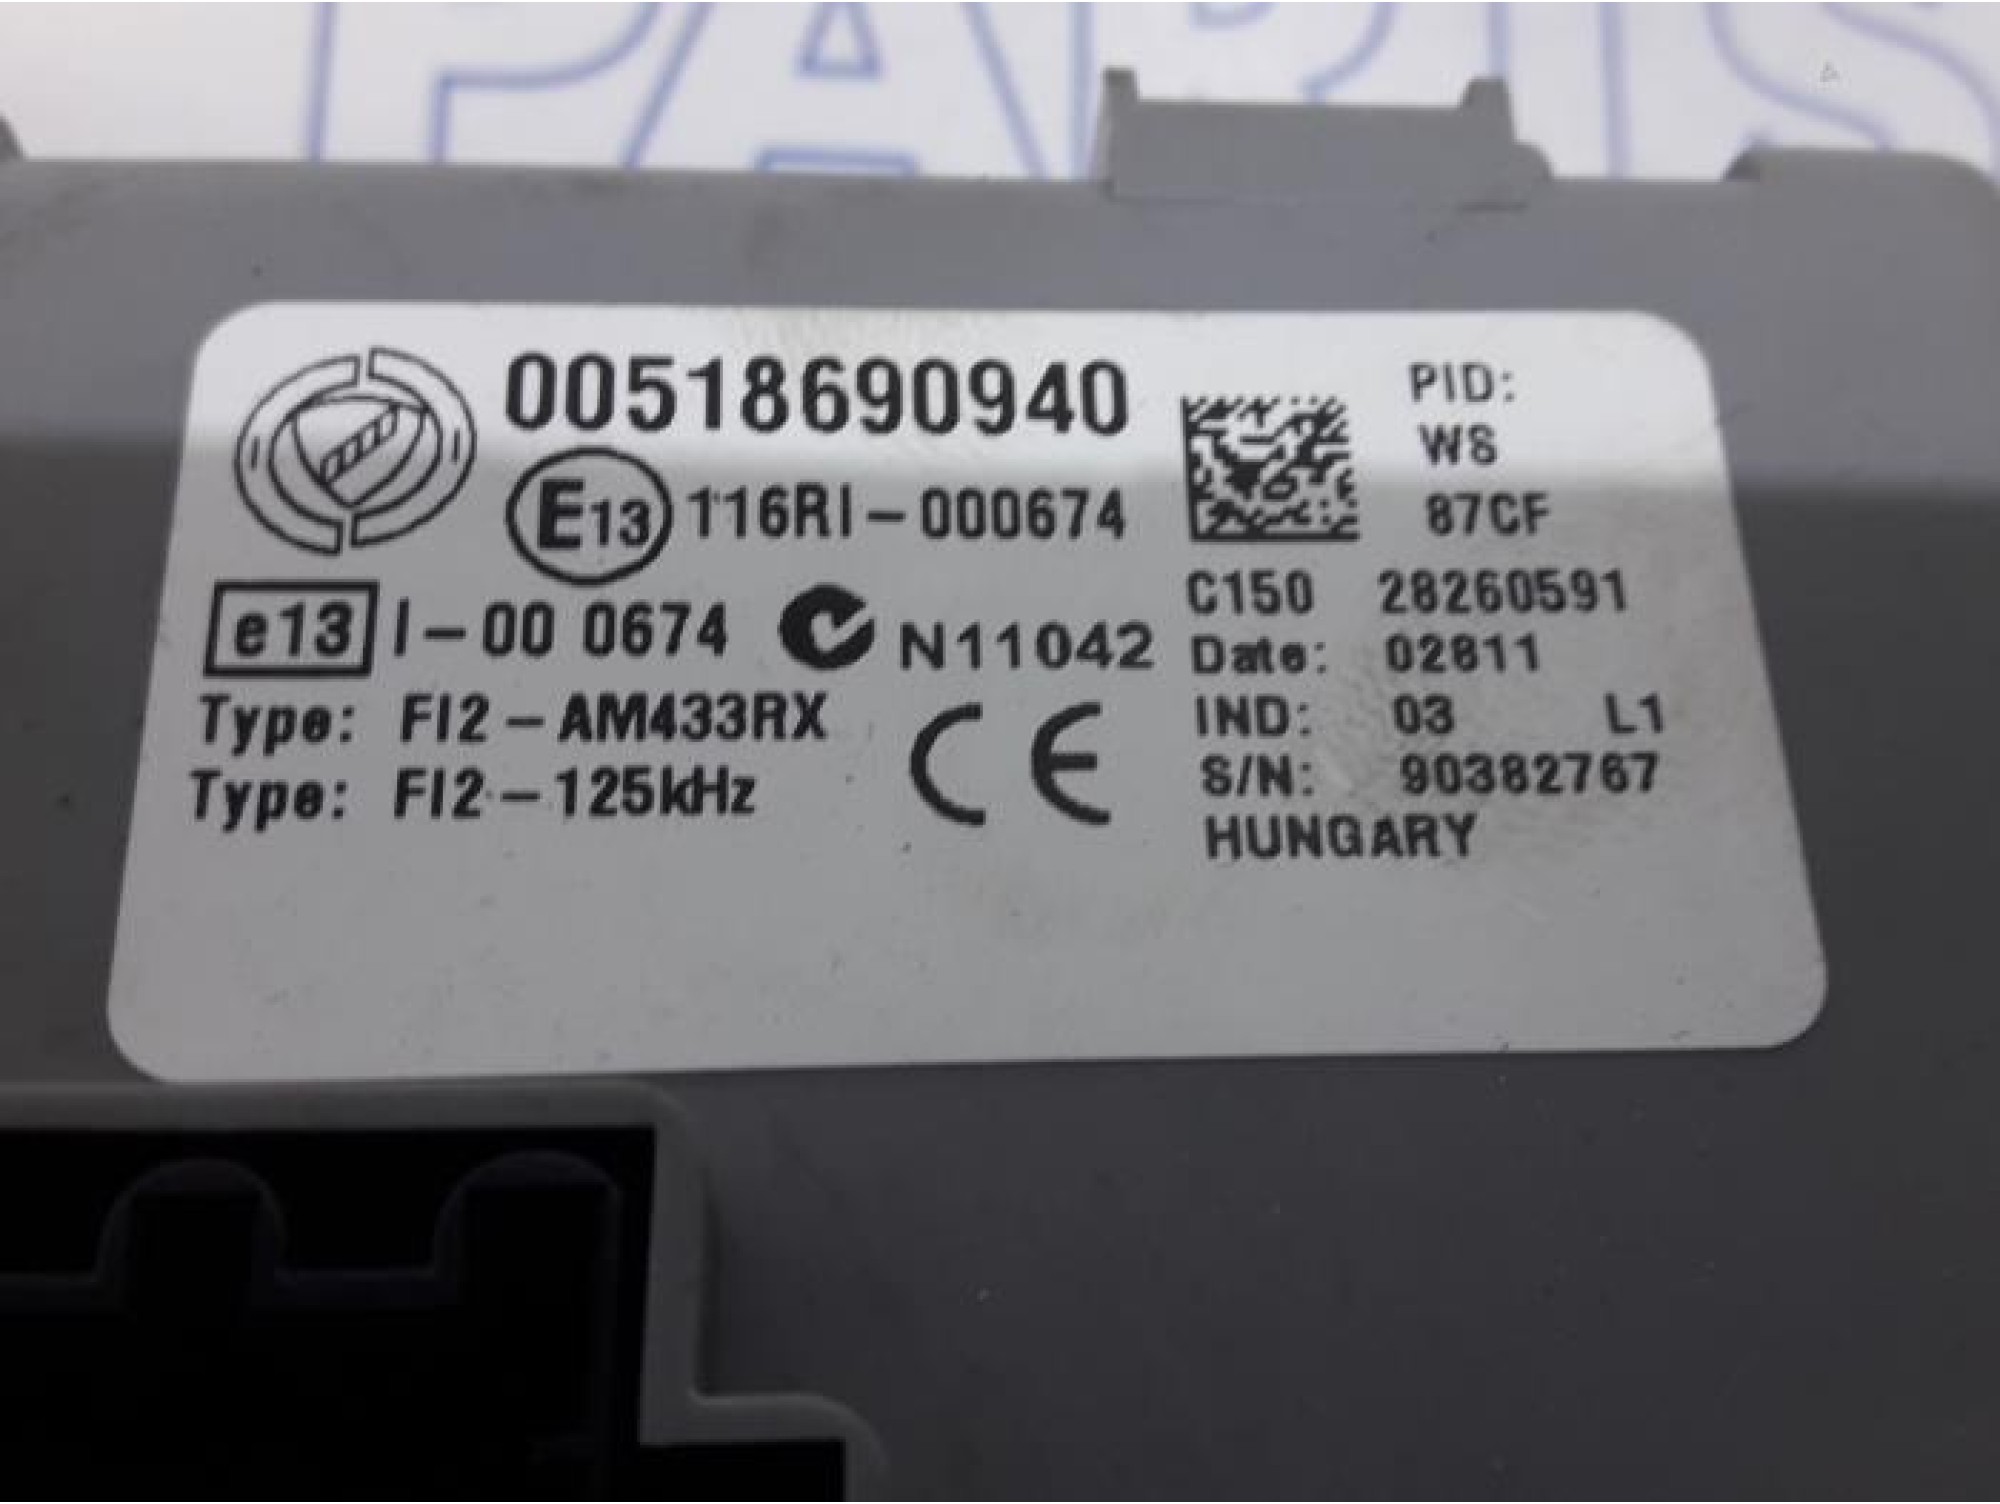 PARTS
00518690940
E13 116RI-000674
e13 I-00 0674 N11042
Type: FI2-AM433RX
Type: FI2-125kHz
CE
PID:
W8
87CF
C150 28260591
Date: 02811
IND: 03 L1
S/N: 90382767
HUNGARY